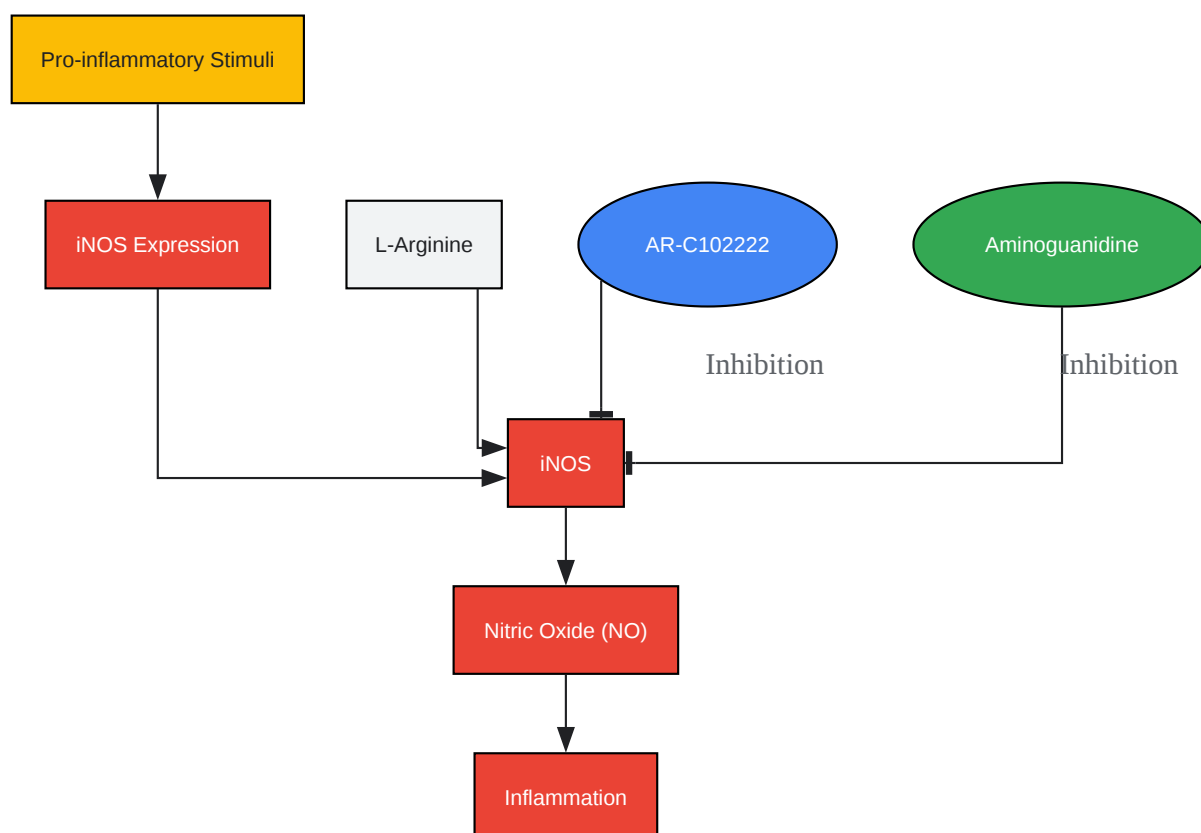 Pro-inflammatory Stimuli
iNOS Expression
L-Arginine
AR-C102222
Aminoguanidine
Inhibition
Inhibition
iNOS
Nitric Oxide (NO)
Inflammation